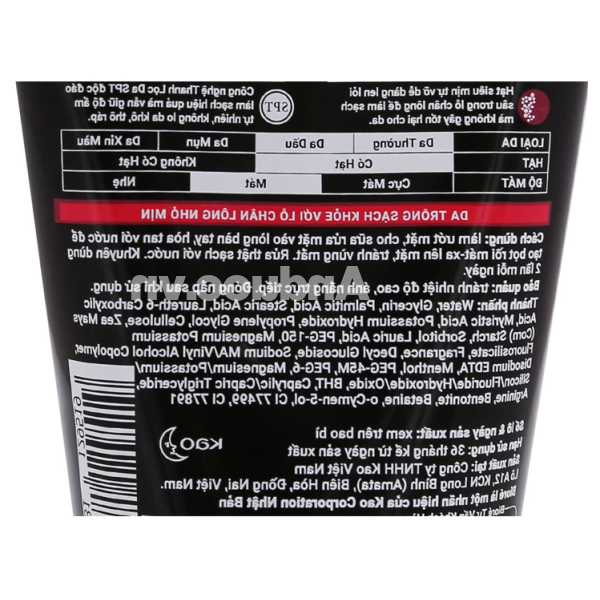 Hạt siêu mịn tự vỡ dễ dàng len lỏi
sâu trong lỗ chân lông để làm sạch
mà không gây tổn hại cho da.
SPT
Công nghệ Thanh Lọc Da SPT độc đáo
làm sạch hiệu quả mà vẫn giữ độ ẩm
tự nhiên, không lo da khô, thô ráp.
LOẠI DA Da Thường Da Dầu Da Mụn Da Xỉn Màu
HẠT Có Hạt Không Có Hạt
ĐỘ MÁT Cực Mát Mát Nhẹ
DA TRÔNG SẠCH KHỎE VỚI LỖ CHÂN LÔNG NHỎ MỊN
Cách dùng: làm ướt mặt, cho sữa rửa mặt vào lòng bàn tay, hòa tan với nước để
tạo bọt rồi mát-xa lên mặt, tránh vùng mắt. Rửa thật sạch với nước. Khuyên dùng
2 lần mỗi ngày.
Bảo quản: tránh nhiệt độ cao, ánh nắng trực tiếp. Đóng nắp sau khi sử dụng.
Thành phần: Water, Glycerin, Palmitic Acid, Stearic Acid, Laureth-6 Carboxylic
Acid, Myristic Acid, Potassium Hydroxide, Propylene Glycol, Cellulose, Zea Mays
(Corn) Starch, Sorbitol, Lauric Acid, PEG-150, Magnesium Potassium
Fluorosilicate, Fragrance, Decyl Glucoside, Sodium MA/Vinyl Alcohol Copolymer,
Disodium EDTA, Menthol, PEG-45M, PEG-6, Magnesium/Potassium/
Silicon/Fluoride/Hydroxide/Oxide, BHT, Caprylic/Capric Triglyceride,
Arginine, Bentonite, Betaine, o-Cymen-5-ol, CI 77499, CI 77891
Anduoc.vn
Số lô & ngày sản xuất: xem trên bao bì
Hạn sử dụng: 36 tháng kể từ ngày sản xuất
Sản xuất tại: Công ty TNHH Kao Việt Nam
Lô A12, KCN Long Bình (Amata), Biên Hòa, Đồng Nai, Việt Nam.
Bioré là một nhãn hiệu của Kao Corporation Nhật Bản
kao